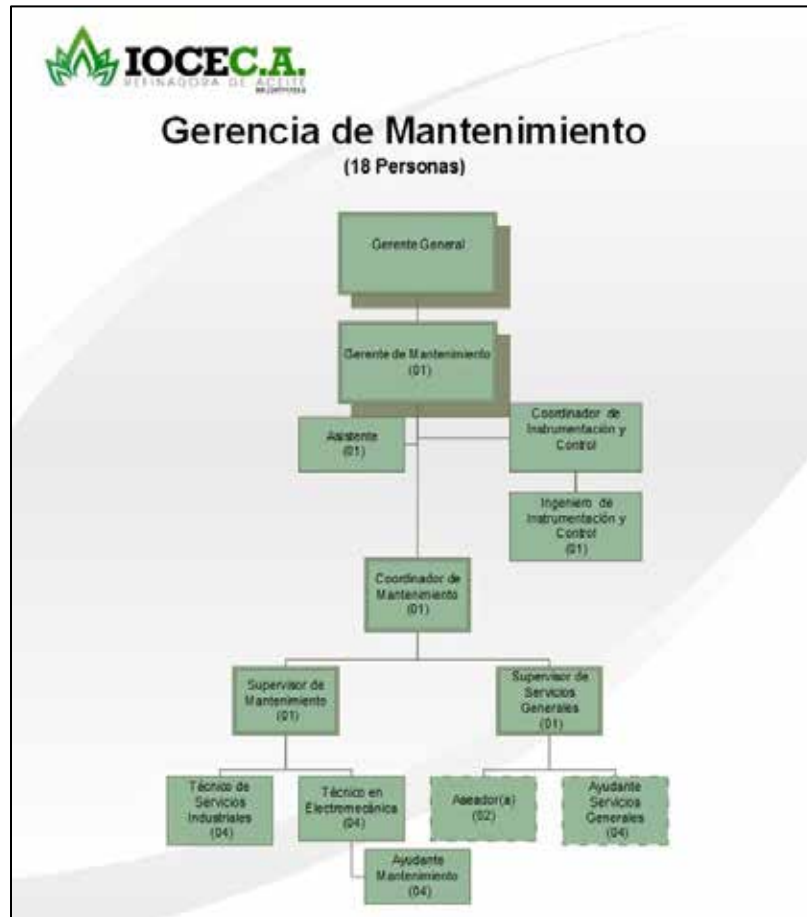 IOCEC.A.
REFINADORA DE ACEITE
Gerencia de Mantenimiento
(18 Personas)
Gerente General
Gerente de Mantenimiento
(01)
Asistente
(01)
Coordinador de
Instrumentación y
Control
Ingeniero de
Instrumentación y
Control
(01)
Coordinador de
Mantenimiento
(01)
Supervisor de
Mantenimiento
(01)
Supervisor de
Servicios
Generales
(01)
Técnico de
Servicios
Industriales
(04)
Técnico en
Electromecánica
(04)
Aseador(a)
(02)
Ayudante
Servicios
Generales
(04)
Ayudante
Mantenimiento
(04)